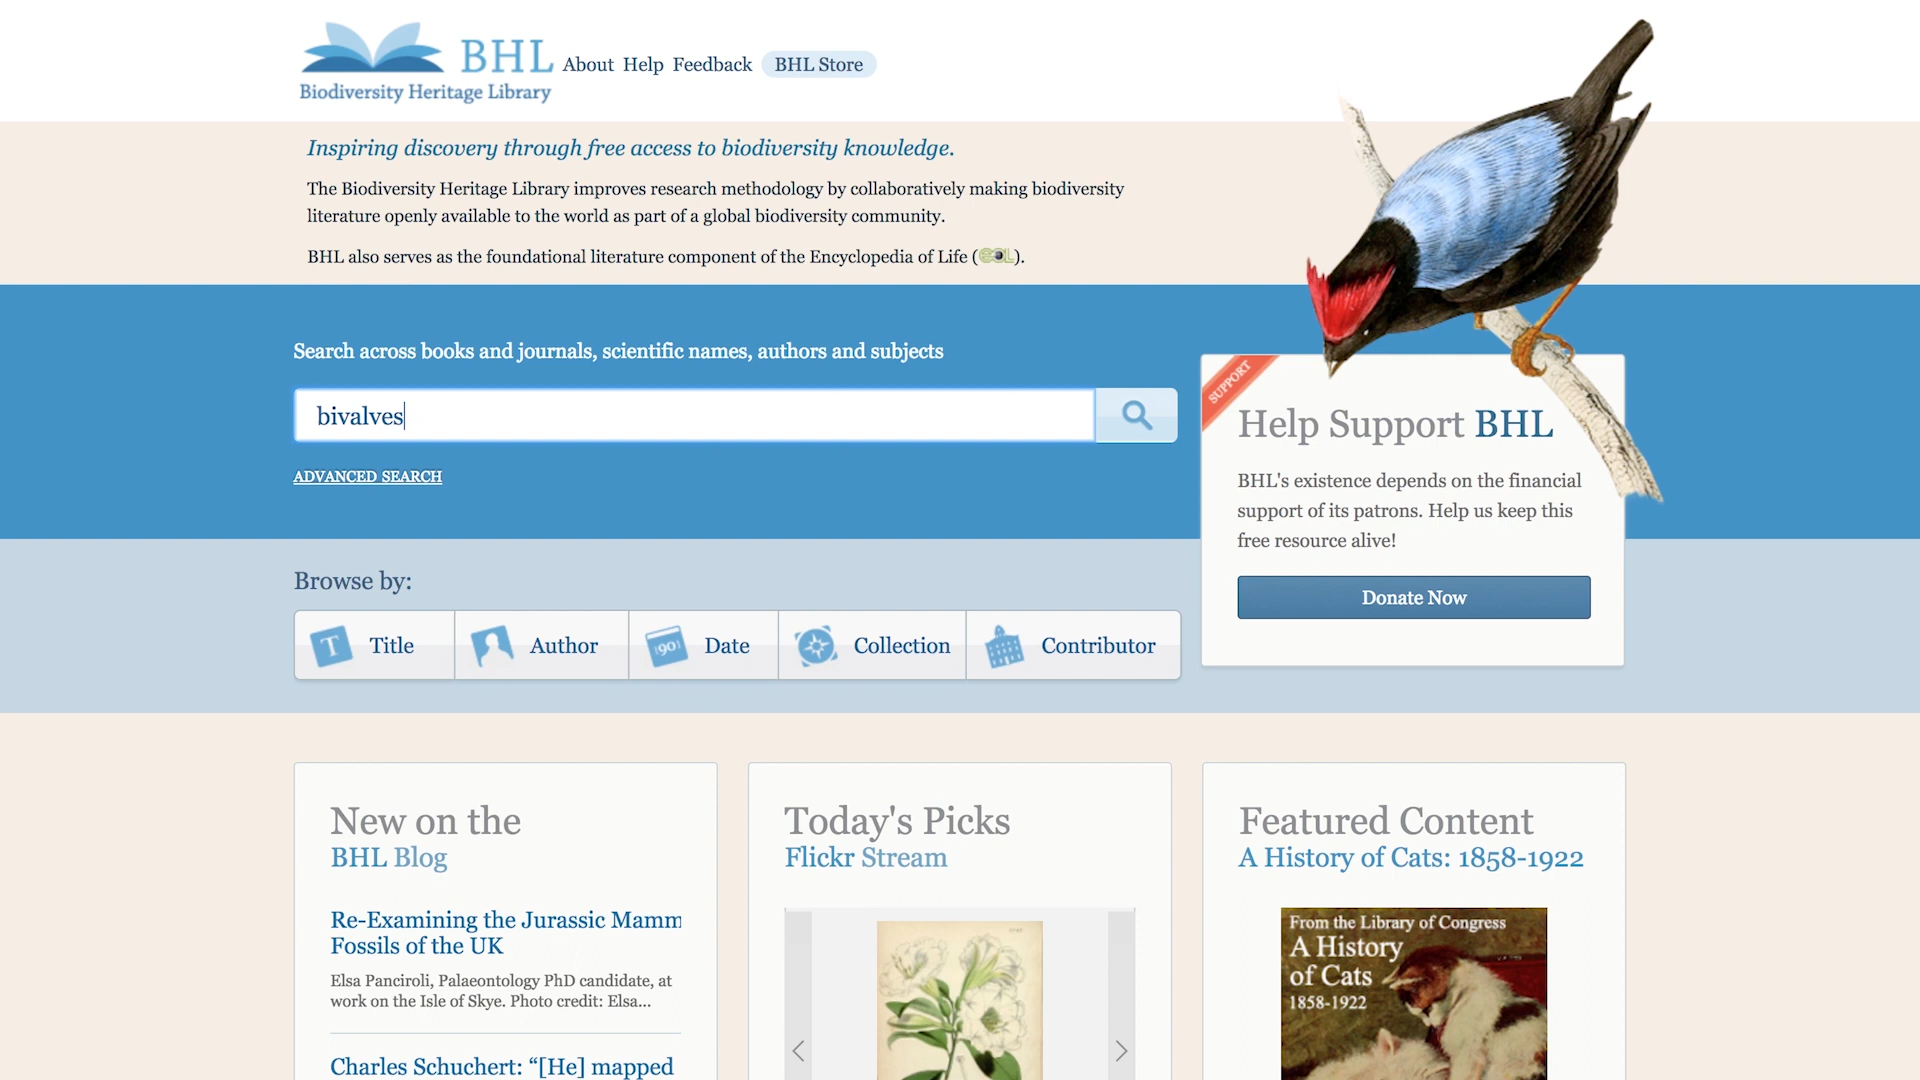 BHL
Biodiversity Heritage Library
About Help Feedback BHL Store
Inspiring discovery through free access to biodiversity knowledge.
The Biodiversity Heritage Library improves research methodology by collaboratively making biodiversity
literature openly available to the world as part of a global biodiversity community.
BHL also serves as the foundational literature component of the Encyclopedia of Life (EOL).
Search across books and journals, scientific names, authors and subjects
bivalves
ADVANCED SEARCH
SUPPORT
Help Support BHL
BHL's existence depends on the financial
support of its patrons. Help us keep this
free resource alive!
Donate Now
Browse by:
T Title
Author
1901 Date
Collection
Contributor
New on the
BHL Blog
Re-Examining the Jurassic Mamm
Fossils of the UK
Elsa Panciroli, Palaeontology PhD candidate, at
work on the Isle of Skye. Photo credit: Elsa...
Charles Schuchert: “[He] mapped
Today's Picks
Flickr Stream
Featured Content
A History of Cats: 1858-1922
From the Library of Congress
A History
of Cats
1858-1922